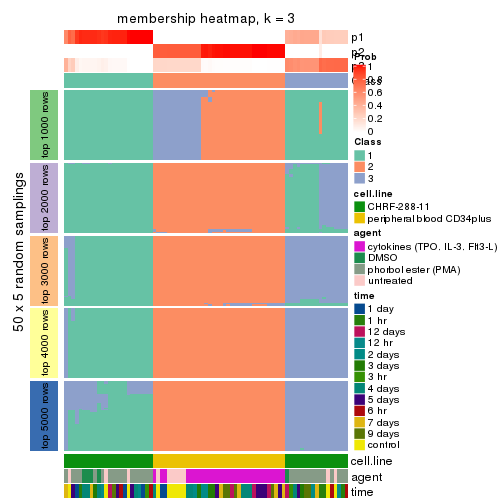 membership heatmap, k = 3
p1
p2
Prob
1
0.8
0.6
0.4
0.2
0
Class
1
2
3
cell.line
CHRF-288-11
peripheral blood CD34plus
agent
cytokines (TPO. IL-3. Flt3-L)
DMSO
phorbol ester (PMA)
untreated
time
1 day
1 hr
12 days
12 hr
2 days
3 days
3 hr
4 days
5 days
6 hr
7 days
9 days
control
50 x 5 random samplings
top 1000 rows
top 2000 rows
top 3000 rows
top 4000 rows
top 5000 rows
cell.line
agent
time